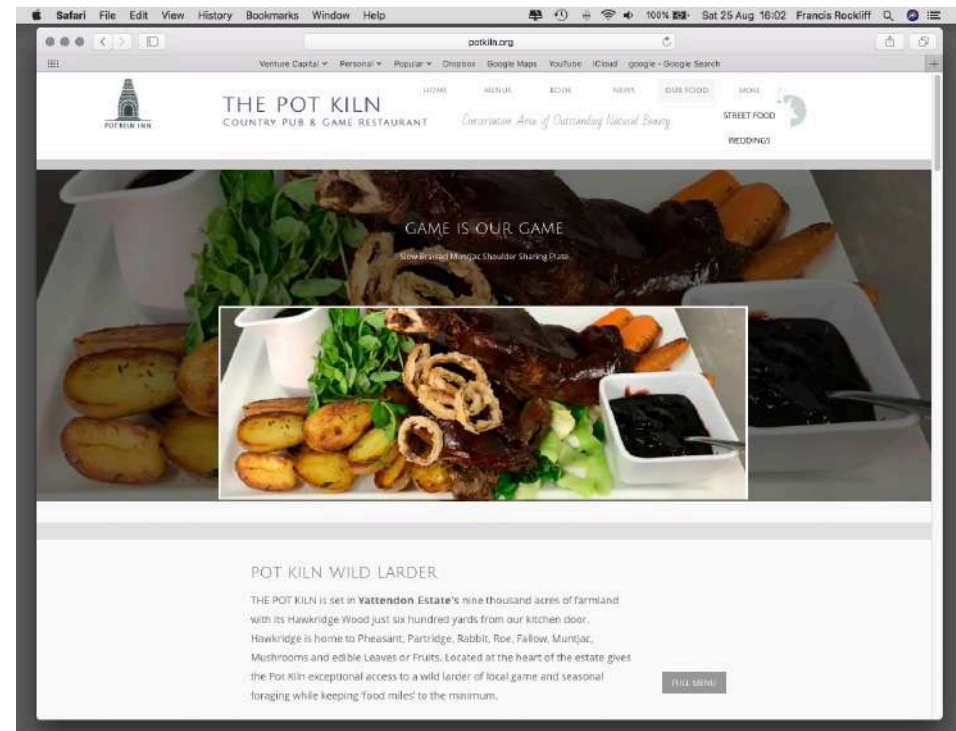 Safari File Edit View History Bookmarks Window Help 100% Sat 25 Aug 16:02 Francis Rockliff
potkiln.org
Venture Capital Personal Popular Dropbox Google Maps YouTube iCloud google - Google Search
POT KILN INN
HOME MENUS BOOK NEWS OUR FOOD MORE
THE POT KILN
COUNTRY PUB & GAME RESTAURANT
Conservation Area of Outstanding Natural Beauty
STREET FOOD
WEDDINGS
GAME IS OUR GAME
Slow Braised Muntjac Shoulder Sharing Plate
POT KILN WILD LARDER
THE POT KILN is set in Yattendon Estate's nine thousand acres of farmland
with its Hawkridge Wood just six hundred yards from our kitchen door.
Hawkridge is home to Pheasant, Partridge, Rabbit, Roe, Fallow, Muntjac,
Mushrooms and edible Leaves or Fruits. Located at the heart of the estate gives
the Pot Kiln exceptional access to a wild larder of local game and seasonal
foraging while keeping 'food miles' to the minimum.
FULL MENU